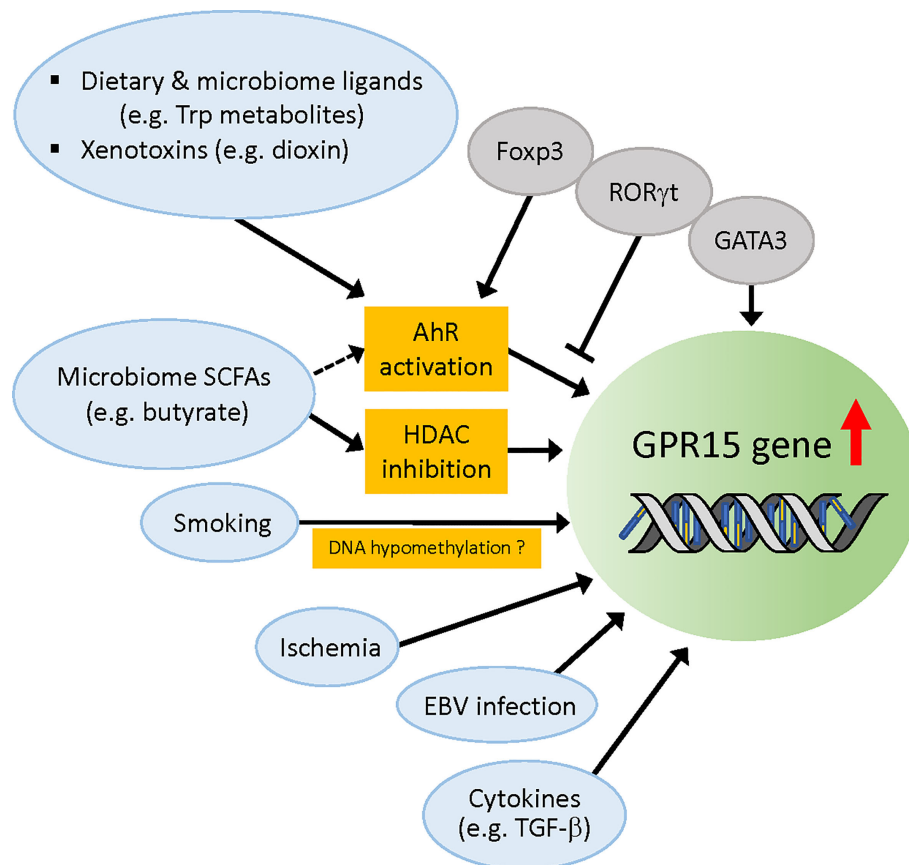 ▪ Dietary & microbiome ligands
(e.g. Trp metabolites)
▪ Xenotoxins (e.g. dioxin)
Foxp3
RORγt
GATA3
AhR
activation
Microbiome SCFAs
(e.g. butyrate)
HDAC
inhibition
GPR15 gene
Smoking
DNA hypomethylation ?
Ischemia
EBV infection
Cytokines
(e.g. TGF-β)